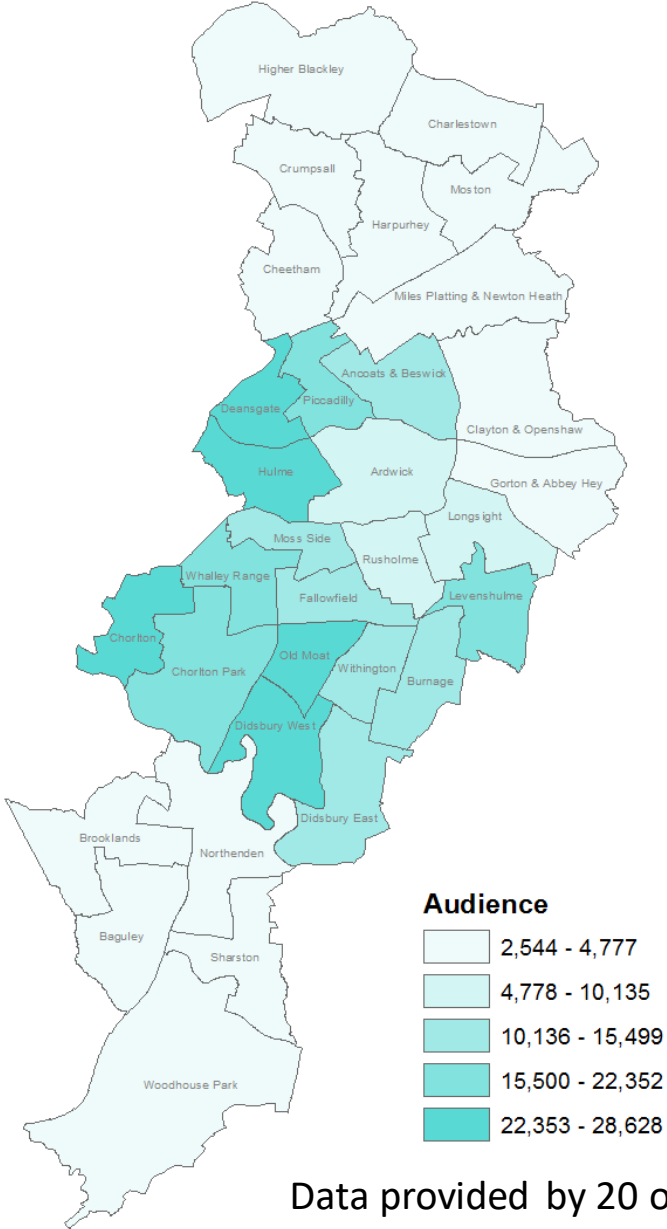 Higher Blackley
Charlestown
Crumpsall
Moston
Harpurhey
Cheetham
Miles Platting & Newton Heath
Ancoats & Beswick
Piccadilly
Deansgate
Clayton & Openshaw
Hulme
Ardwick
Gorton & Abbey Hey
Longsight
Moss Side
Rusholme
Whalley Range
Fallowfield
Levenshulme
Chorlton
Old Moat
Chorlton Park
Withington
Burnage
Didsbury West
Didsbury East
Brooklands
Northenden
Baguley
Sharston
Woodhouse Park
Audience
2,544 - 4,777
4,778 - 10,135
10,136 - 15,499
15,500 - 22,352
22,353 - 28,628
Data provided by 20 o